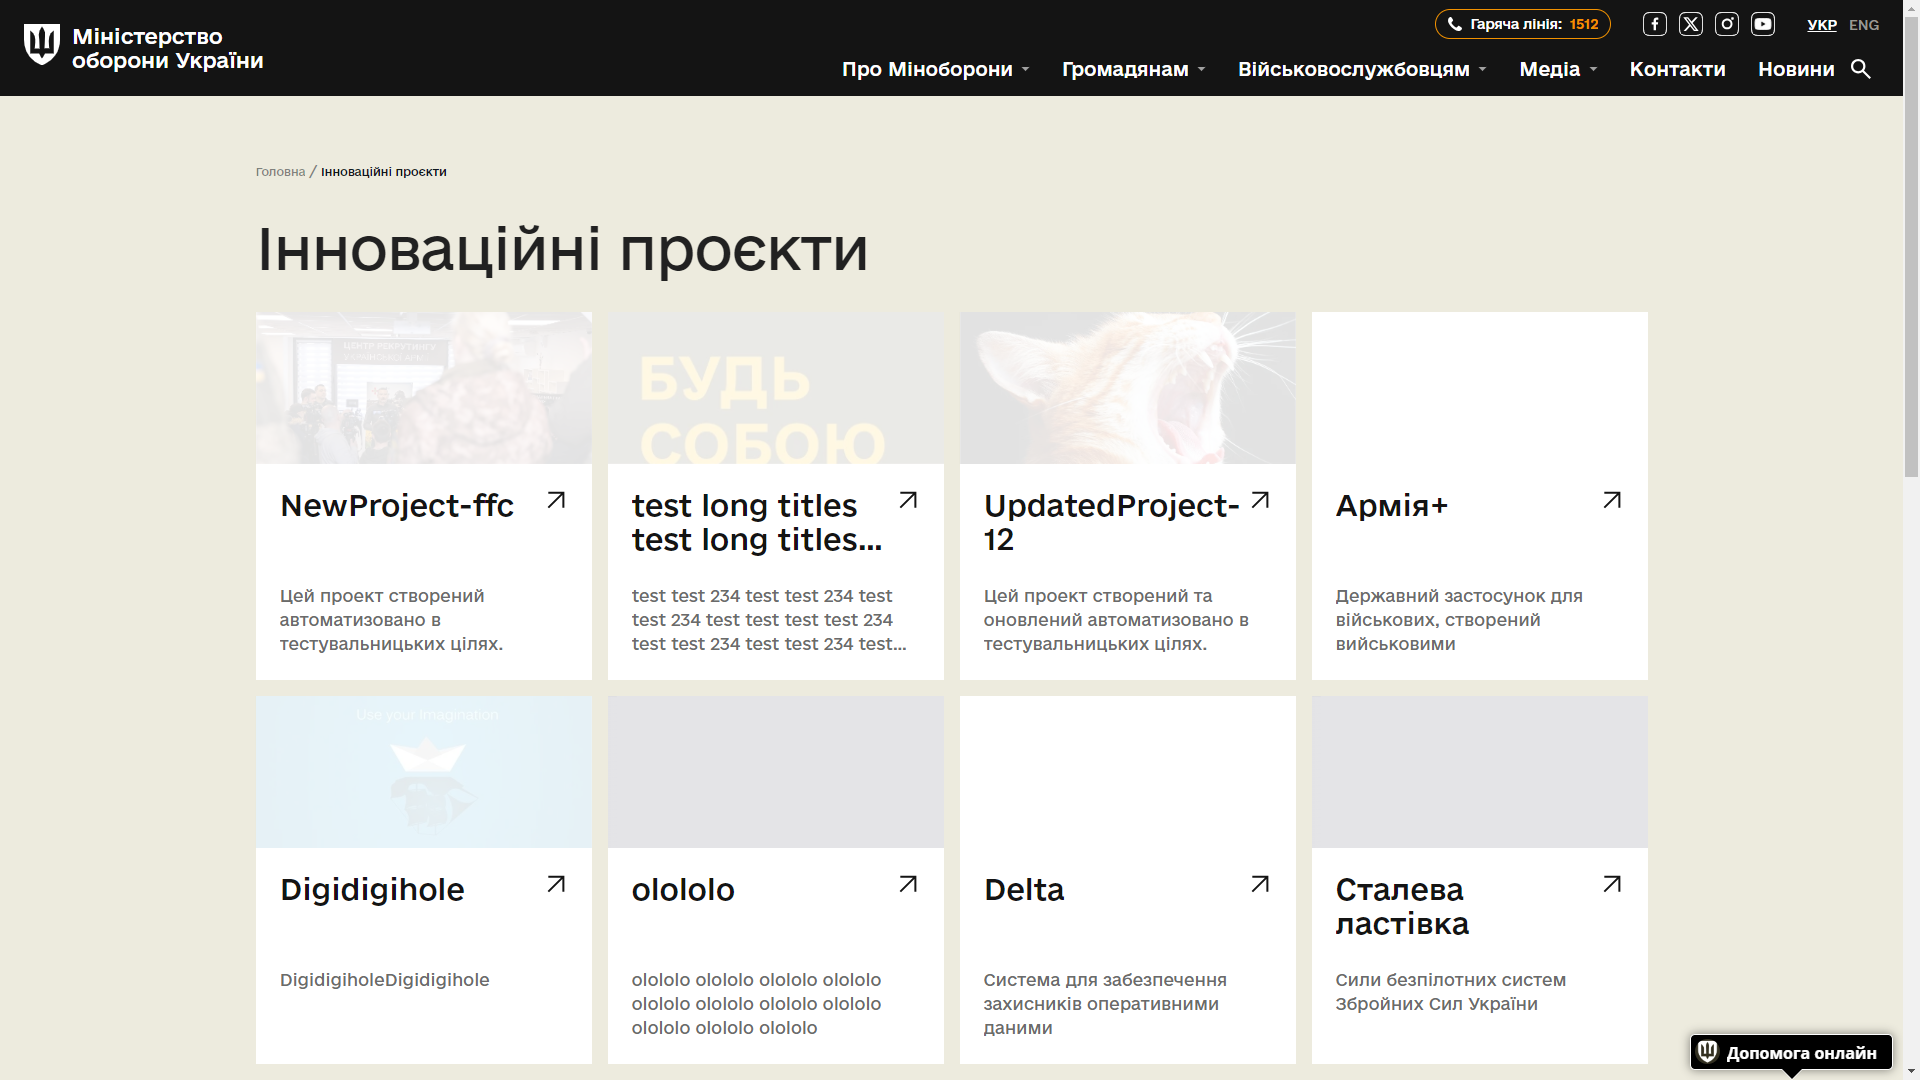 Міністерство
оборони України
Гаряча лінія: 1512
УКР ENG
Про Міноборони
Громадянам
Військовослужбовцям
Медіа
Контакти
Новини
Головна / Інноваційні проєкти
Інноваційні проєкти
ЦЕНТР РЕКРУТИНГУ
УКРАЇНСЬКОЇ АРМІЇ
NewProject-ffc
Цей проект створений
автоматизовано в
тестувальницьких цілях.
БУДЬ
СОБОЮ
test long titles
test long titles...
test test 234 test test 234 test
test 234 test test test test 234
test test 234 test test 234 test...
UpdatedProject-
12
Цей проект створений та
оновлений автоматизовано в
тестувальницьких цілях.
Армія+
Державний застосунок для
військових, створений
військовими
Use your Imagination
Digidigihole
DigidigiholeDigidigihole
olololo
olololo olololo olololo olololo
olololo olololo olololo olololo
olololo olololo olololo
Delta
Система для забезпечення
захисників оперативними
даними
Сталева
ластівка
Сили безпілотних систем
Збройних Сил України
Допомога онлайн